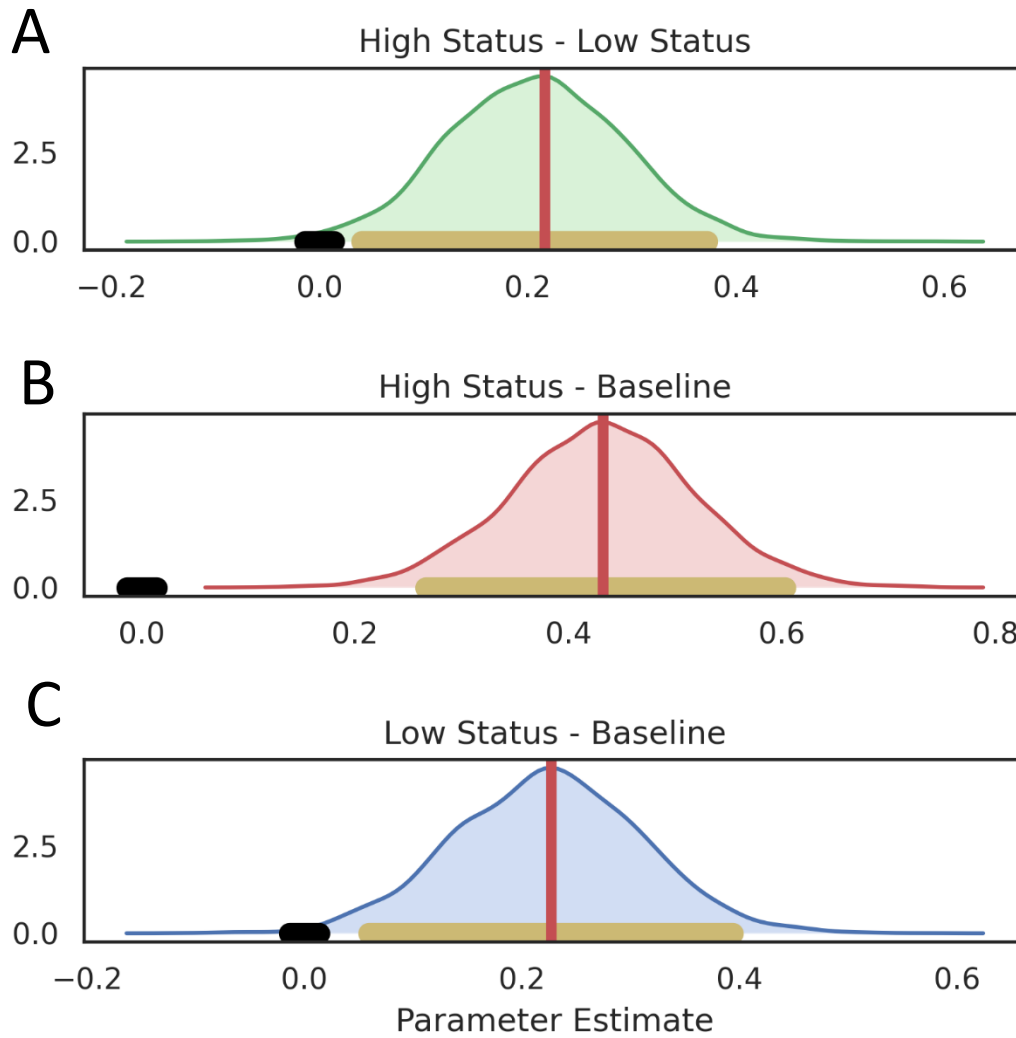 A
High Status - Low Status
2.5
0.0
−0.2 0.0 0.2 0.4 0.6
B
High Status - Baseline
2.5
0.0
0.0 0.2 0.4 0.6 0.8
C
Low Status - Baseline
2.5
0.0
−0.2 0.0 0.2 0.4 0.6
Parameter Estimate